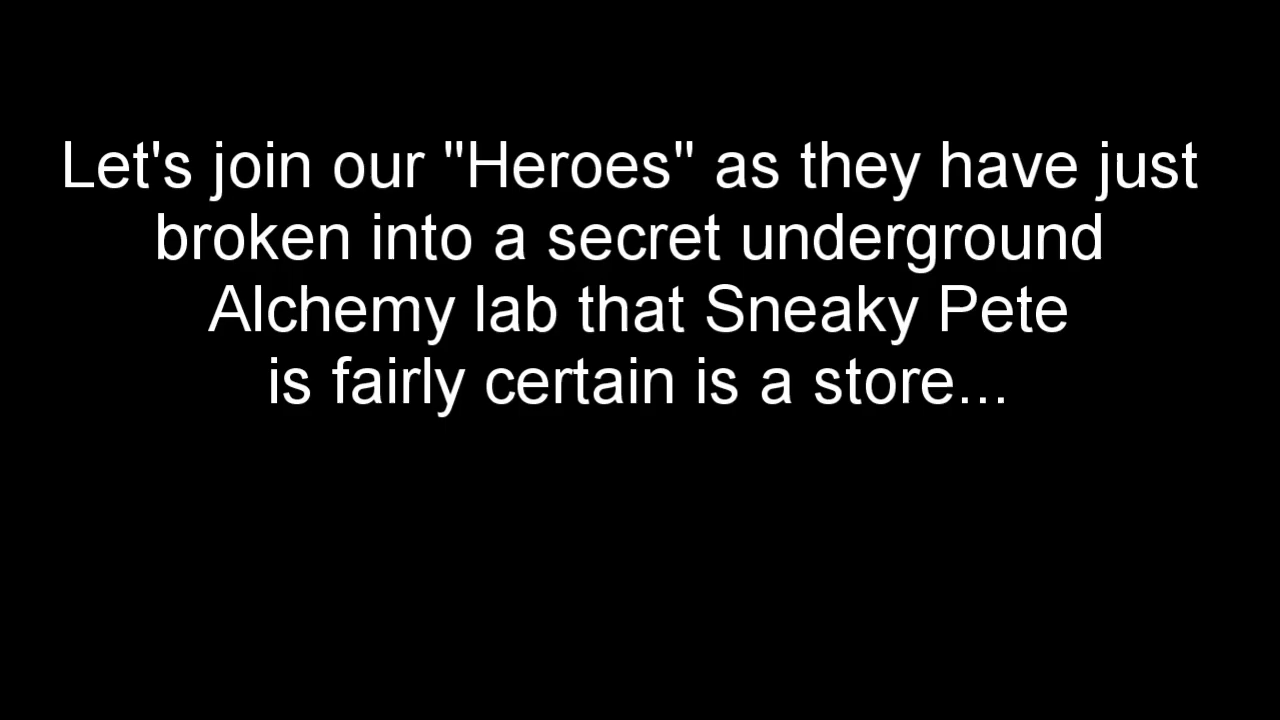 Let's join our "Heroes" as they have just
broken into a secret underground
Alchemy lab that Sneaky Pete
is fairly certain is a store...